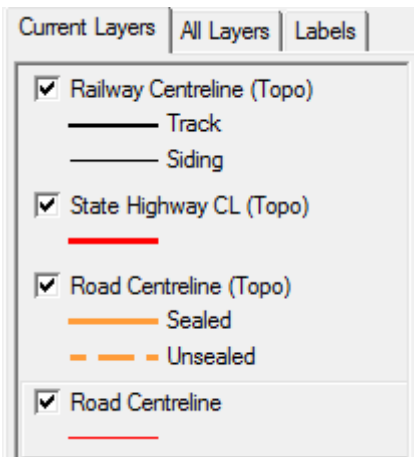 Current Layers All Layers Labels
Railway Centreline (Topo)
Track
Siding
State Highway CL (Topo)
Road Centreline (Topo)
Sealed
Unsealed
Road Centreline